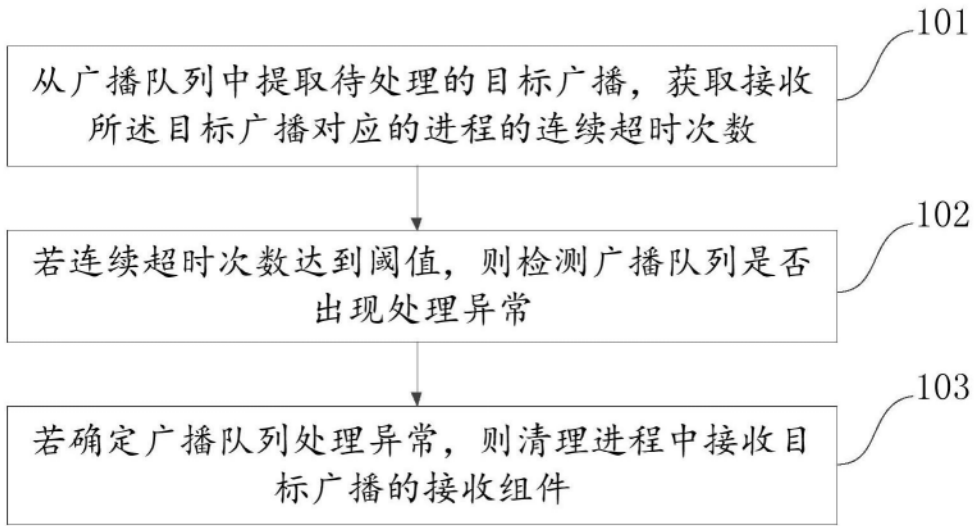 101
从广播队列中提取待处理的目标广播，获取接收
所述目标广播对应的进程的连续超时次数
102
若连续超时次数达到阈值，则检测广播队列是否
出现处理异常
103
若确定广播队列处理异常，则清理进程中接收目
标广播的接收组件